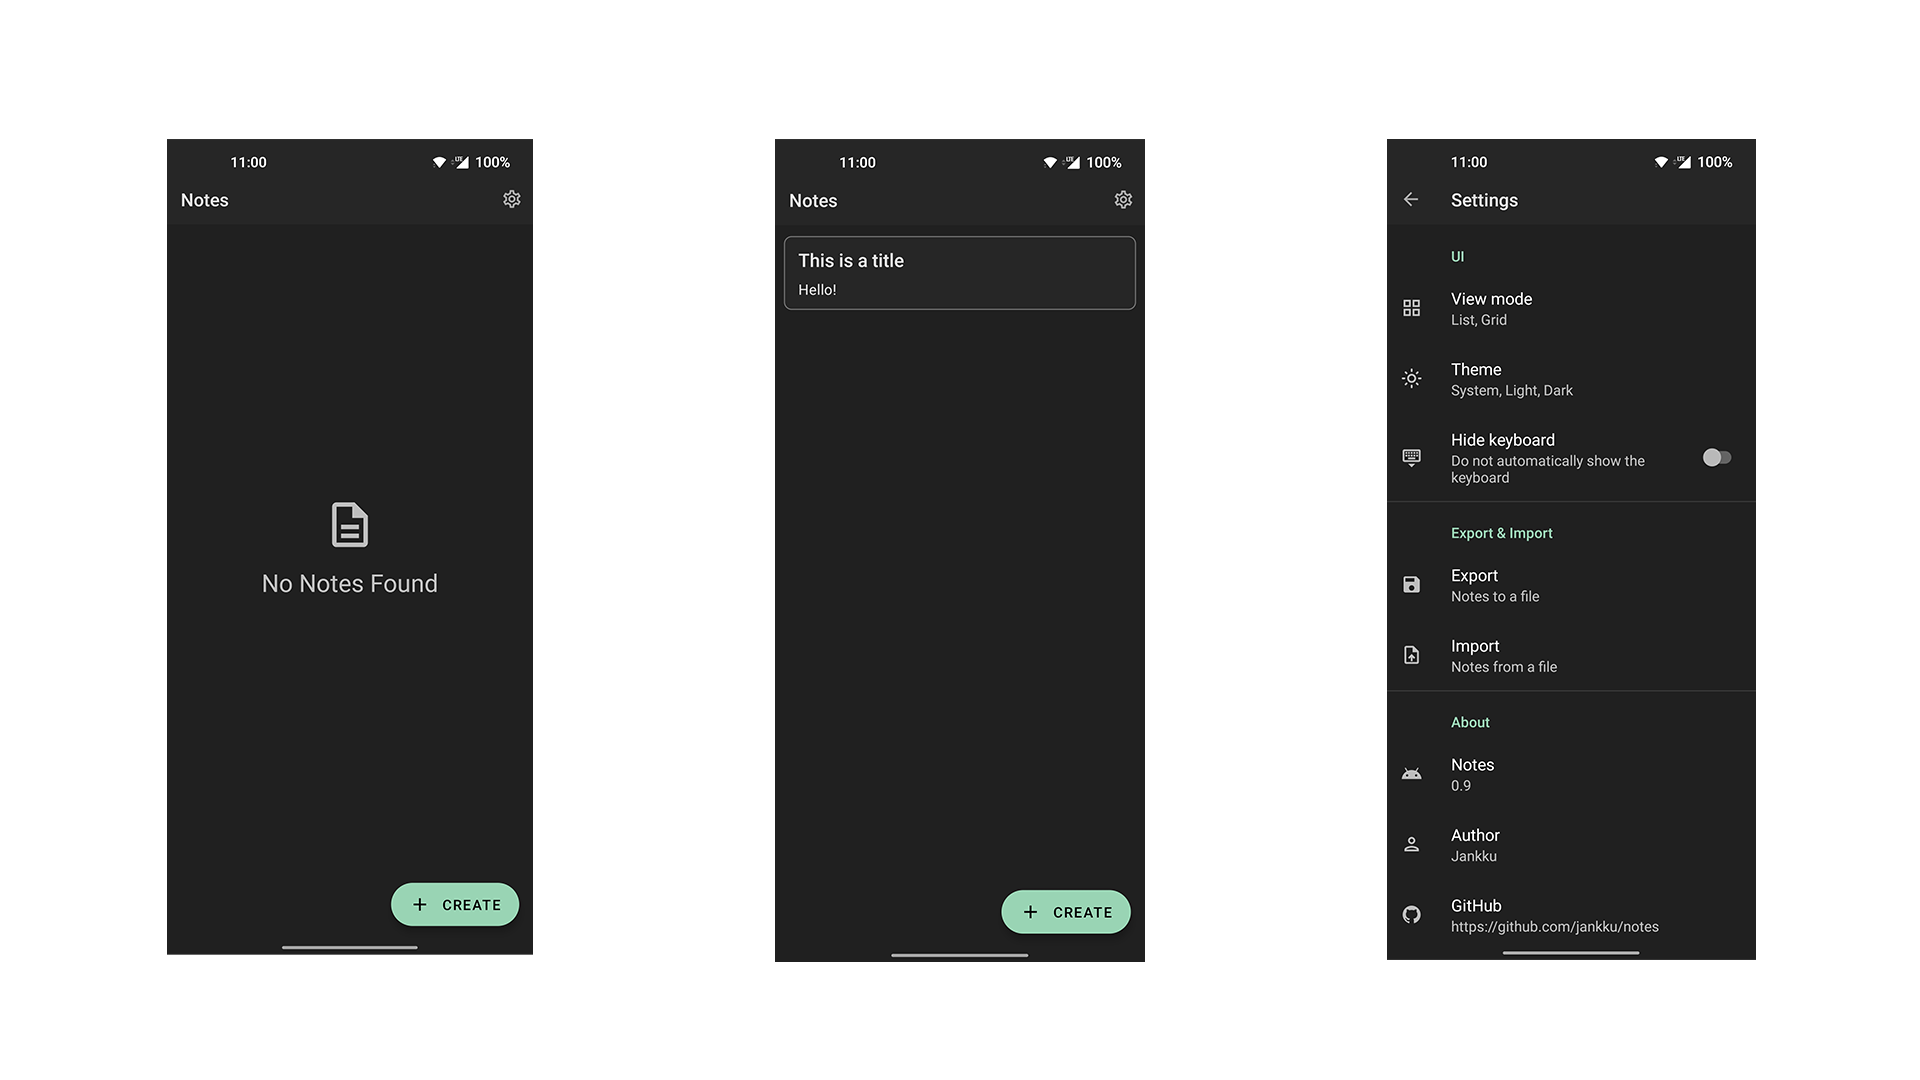 11:00 LTE 100%
Notes
No Notes Found
+ CREATE
11:00 LTE 100%
Notes
This is a title
Hello!
+ CREATE
11:00 LTE 100%
Settings
UI
View mode
List, Grid
Theme
System, Light, Dark
Hide keyboard
Do not automatically show the
keyboard
Export & Import
Export
Notes to a file
Import
Notes from a file
About
Notes
0.9
Author
Jankku
GitHub
https://github.com/jankku/notes